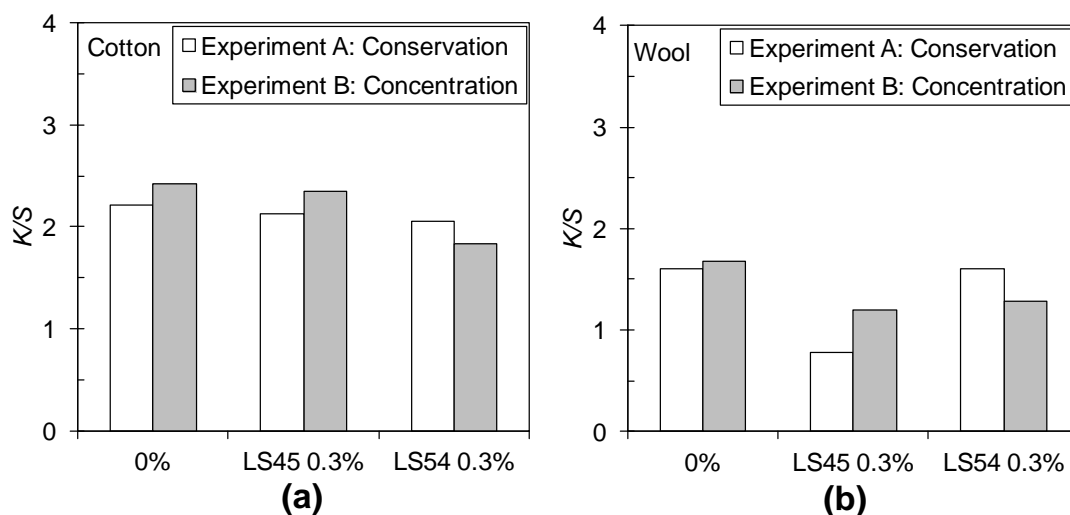 Cotton
Experiment A: Conservation
Experiment B: Concentration
4
3
2
1
0
K/S
0%
LS45 0.3%
LS54 0.3%
(a)
Wool
Experiment A: Conservation
Experiment B: Concentration
4
3
2
1
0
K/S
0%
LS45 0.3%
LS54 0.3%
(b)